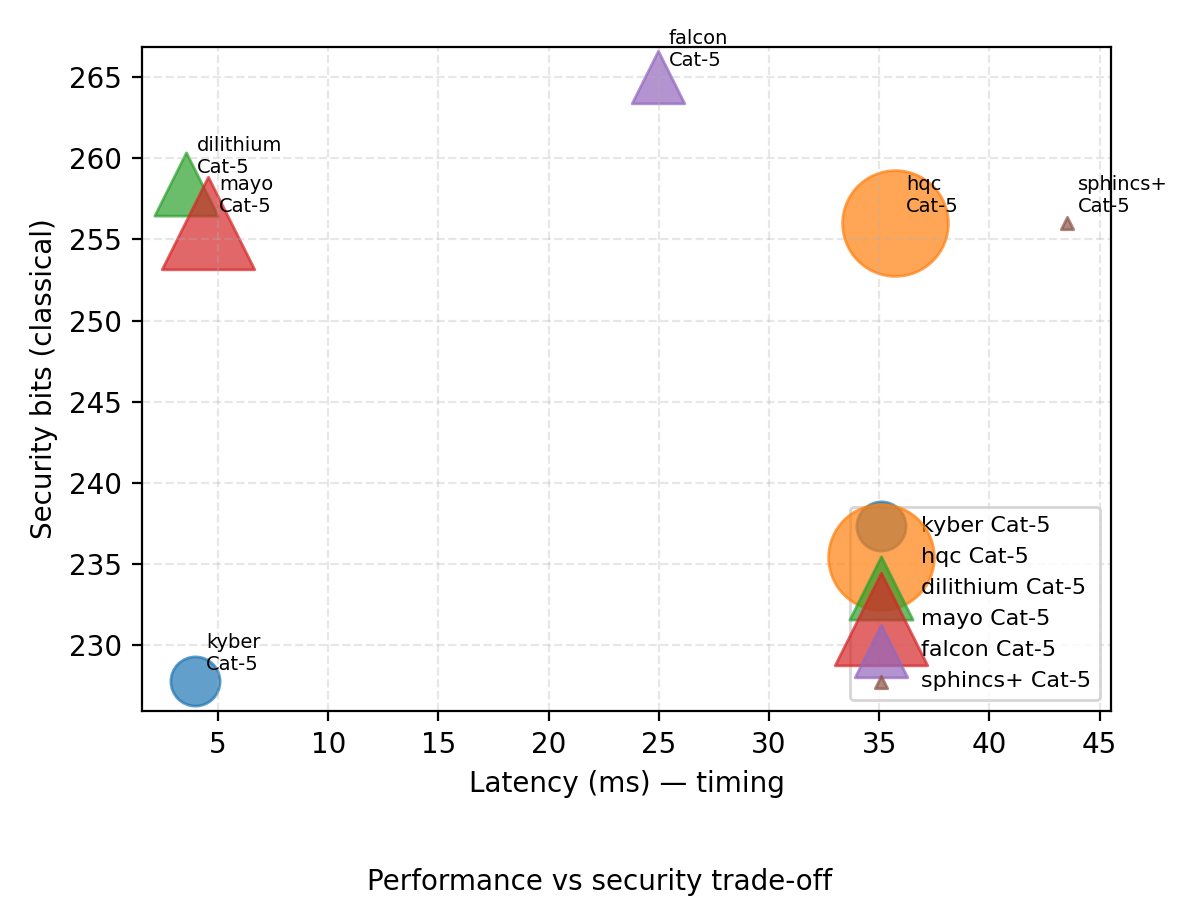 falcon
Cat-5
265
dilithium
Cat-5
260
mayo
Cat-5
hqc
Cat-5
sphincs+
Cat-5
255
250
245
240
235
230
Security bits (classical)
kyber
Cat-5
kyber Cat-5
hqc Cat-5
dilithium Cat-5
mayo Cat-5
falcon Cat-5
sphincs+ Cat-5
5 10 15 20 25 30 35 40 45
Latency (ms) — timing
Performance vs security trade-off